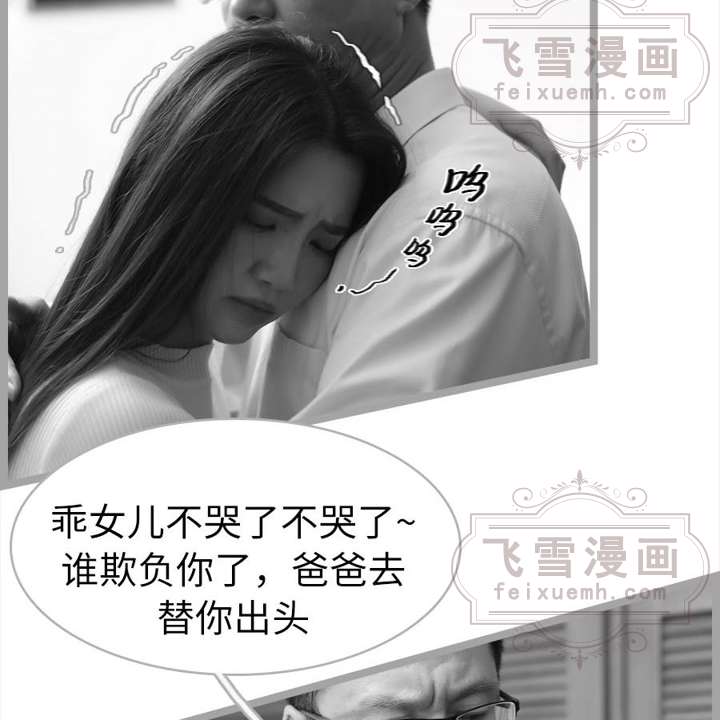 飞雪漫画
feixuemh.com
呜
呜
呜
乖女儿不哭了不哭了~
谁欺负你了，爸爸去
替你出头
飞雪漫画
feixuemh.com